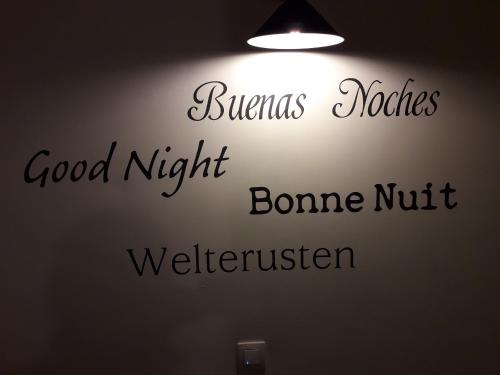 Buenas Noches
Good Night
Bonne Nuit
Welterusten